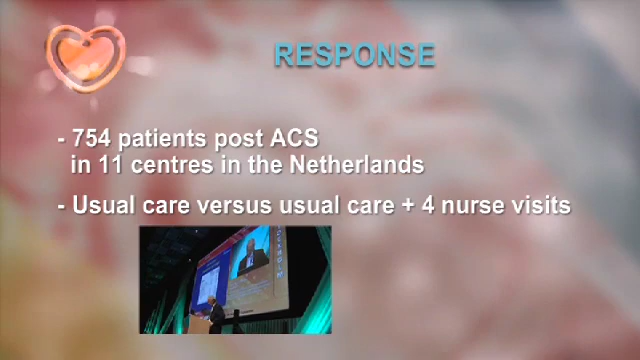 RESPONSE
- 754 patients post ACS
in 11 centres in the Netherlands
- Usual care versus usual care + 4 nurse visits